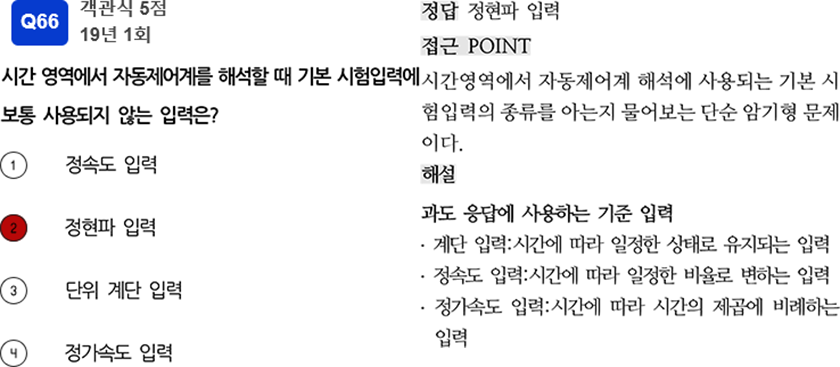 Q66
객관식 5점
19년 1회
시간 영역에서 자동제어계를 해석할 때 기본 시험입력에
보통 사용되지 않는 입력은?
1 정속도 입력
2 정현파 입력
3 단위 계단 입력
4 정가속도 입력
정답 정현파 입력
접근 POINT
시간영역에서 자동제어계 해석에 사용되는 기본 시
험입력의 종류를 아는지 물어보는 단순 암기형 문제
이다.
해설
과도 응답에 사용하는 기준 입력
· 계단 입력:시간에 따라 일정한 상태로 유지되는 입력
· 정속도 입력:시간에 따라 일정한 비율로 변하는 입력
· 정가속도 입력:시간에 따라 시간의 제곱에 비례하는
입력